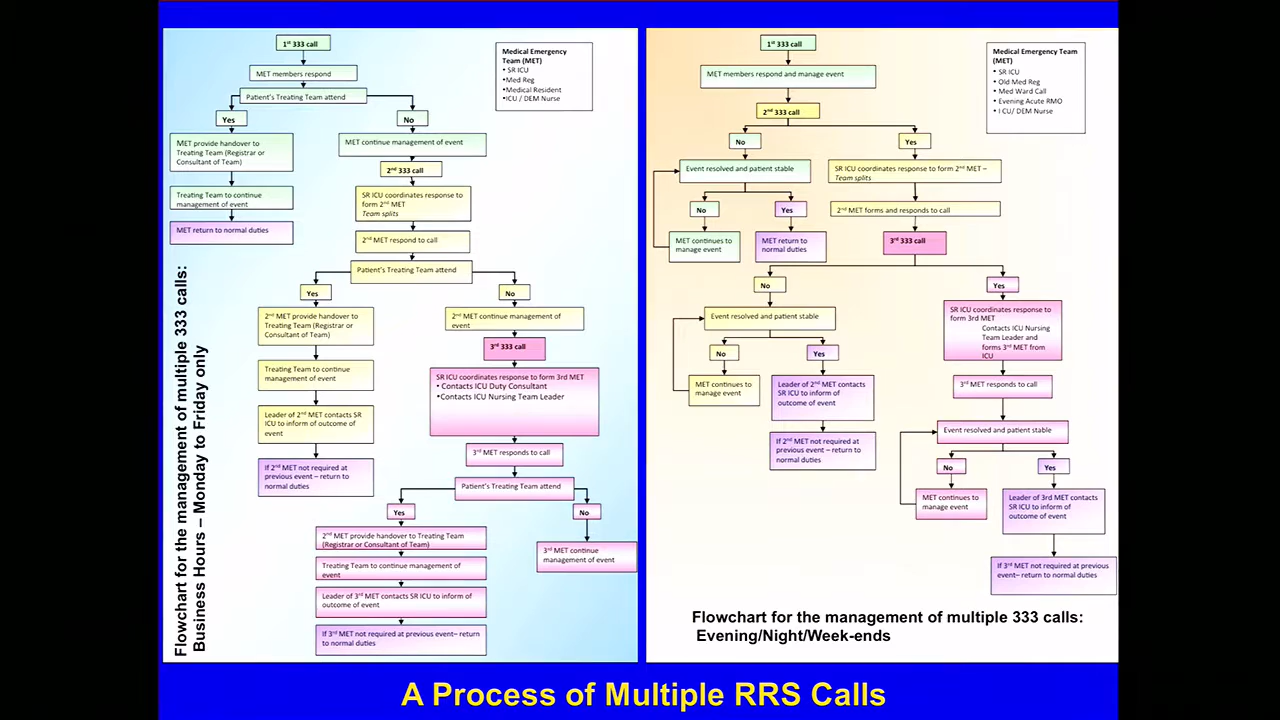 1st 333 call
MET members respond
Patient's Treating Team attend
Yes
No
MET provide handover to
Treating Team (Registrar or
Consultant of Team)
MET continue management of event
Treating Team to continue
management of event
MET return to normal duties
2nd 333 call
SR ICU coordinates response to
form 2nd MET
Team splits
2nd MET respond to call
Patient's Treating Team attend
Yes
No
2nd MET provide handover to
Treating Team (Registrar or
Consultant of Team)
2nd MET continue management of
event
Treating Team to continue
management of event
Leader of 2nd MET contacts SR
ICU to inform of outcome of
event
If 2nd MET not required at
previous event – return to
normal duties
3rd 333 call
SR ICU coordinates response to form 3rd MET
• Contacts ICU Duty Consultant
•Contacts ICU Nursing Team Leader
3rd MET responds to call
Patient's Treating Team attend
Yes
No
2nd MET provide handover to Treating Team
(Registrar or Consultant of Team)
Treating Team to continue management of
event
Leader of 3rd MET contacts SR ICU to inform of
outcome of event
If 3rd MET not required at previous event– return
to normal duties
3rd MET continue
management of event
Medical Emergency
Team (MET)
• SR ICU
•Med Reg
•Medical Resident
•ICU / DEM Nurse
Flowchart for the management of multiple 333 calls:
Business Hours – Monday to Friday only
1st 333 call
MET members respond and manage event
2nd 333 call
No
Yes
Event resolved and patient stable
SR ICU coordinates response to form 2nd MET –
Team splits
No
Yes
2nd MET forms and responds to call
MET continues to
manage event
MET return to
normal duties
3rd 333 call
No
Yes
Event resolved and patient stable
SR ICU coordinates response to
form 3rd MET
Contacts ICU Nursing
Team Leader and
forms 3rd MET from
ICU
No
Yes
MET continues to
manage event
Leader of 2nd MET contacts
SR ICU to inform of
outcome of event
If 2nd MET not required at
previous event – return to
normal duties
3rd MET responds to call
Event resolved and patient stable
No
Yes
MET continues to
manage event
Leader of 3rd MET contacts
SR ICU to inform of
outcome of event
If 3rd MET not required at previous
event– return to normal duties
Medical Emergency Team
(MET)
• SR ICU
• Old Med Reg
• Med Ward Call
• Evening Acute RMO
• I CU/ DEM Nurse
Flowchart for the management of multiple 333 calls:
Evening/Night/Week-ends
A Process of Multiple RRS Calls